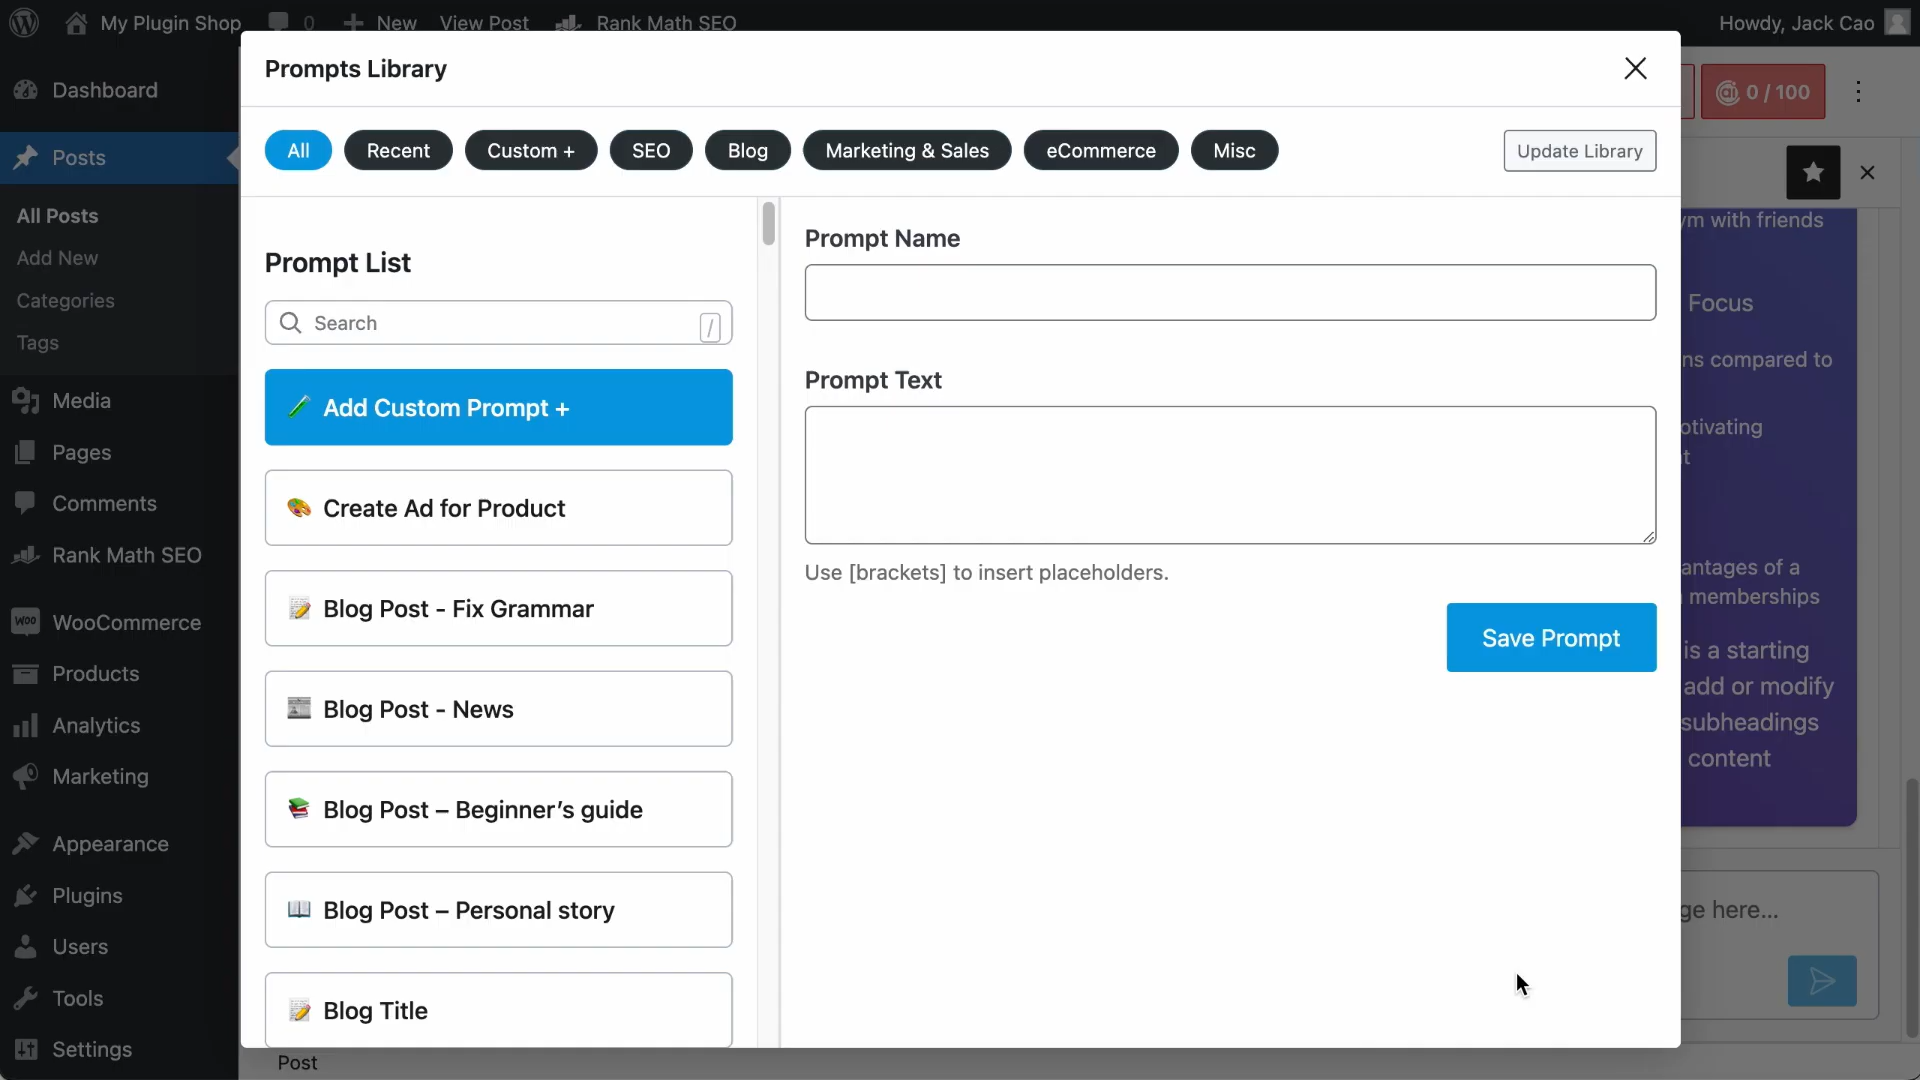 My Plugin Shop 0 New View Post Rank Math SEO Howdy, Jack Cao
Dashboard
Posts
All Posts
Add New
Categories
Tags
Media
Pages
Comments
Rank Math SEO
WooCommerce
Products
Analytics
Marketing
Appearance
Plugins
Users
Tools
Settings
Prompts Library
All Recent Custom + SEO Blog Marketing & Sales eCommerce Misc Update Library
Prompt List
Search /
Add Custom Prompt +
Create Ad for Product
Blog Post - Fix Grammar
Blog Post - News
Blog Post – Beginner's guide
Blog Post – Personal story
Blog Title
Prompt Name
Prompt Text
Use [brackets] to insert placeholders.
Save Prompt
0 / 100
with friends
Focus
compared to
is a
memberships
is a starting
add or modify
subheadings
content
here...
Post